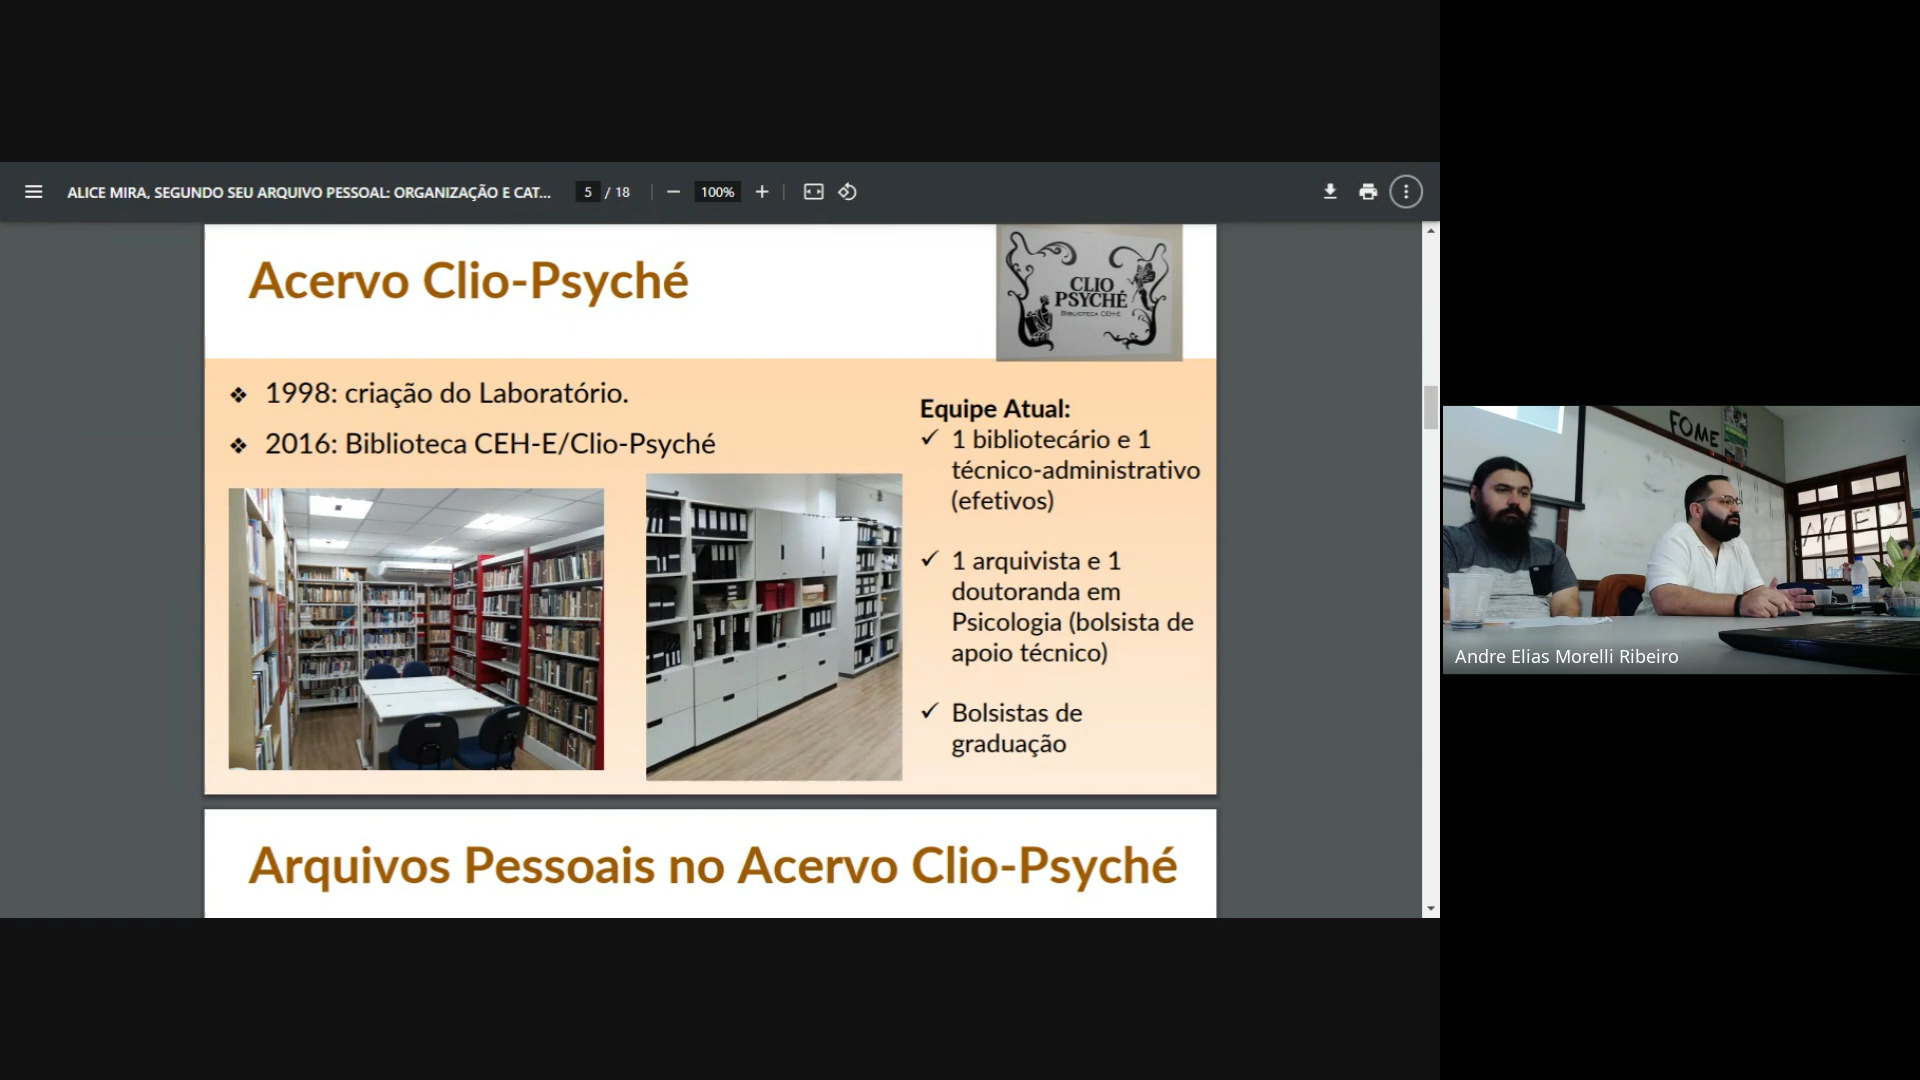 ALICE MIRA, SEGUNDO SEU ARQUIVO PESSOAL: ORGANIZAÇÃO E CAT...
5 / 18
100%
Acervo Clio-Psyché
CLIO
PSYCHÉ
BIBLIOTECA CEH-E
❖ 1998: criação do Laboratório.
❖ 2016: Biblioteca CEH-E/Clio-Psyché
Equipe Atual:
✓ 1 bibliotecário e 1
técnico-administrativo
(efetivos)
✓ 1 arquivista e 1
doutoranda em
Psicologia (bolsista de
apoio técnico)
✓ Bolsistas de
graduação
Arquivos Pessoais no Acervo Clio-Psyché
FOME
Andre Elias Morelli Ribeiro